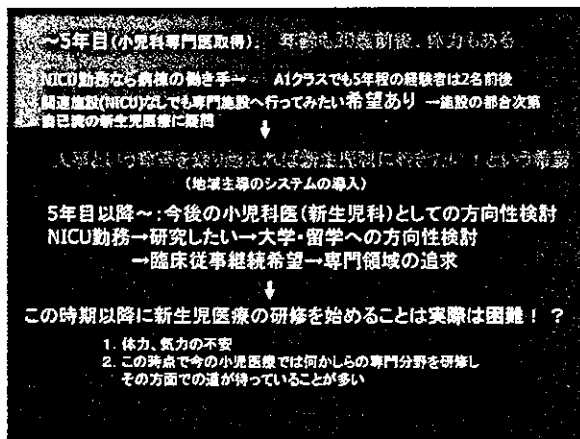 ～5年目(小児科専門医取得): 年齢も30歳前後、体力もある
NICU勤務なら病棟の働き手→ A1クラスでも5年程の経験者は2名前後
関連施設(NICU)なしでも専門施設へ行ってみたい希望あり →施設の都合次第
自己流の新生児医療に疑問
という希望
(地域主導のシステムの導入)
5年目以降～:今後の小児科医(新生児科)としての方向性検討
NICU勤務→研究したい→大学・留学への方向性検討
→臨床従事継続希望→専門領域の追求
この時期以降に新生児医療の研修を始めることは実際は困難！？
1. 体力、気力の不安
2. この時点で今の小児医療では何かしらの専門分野を研修し
その方面での道が待っていることが多い